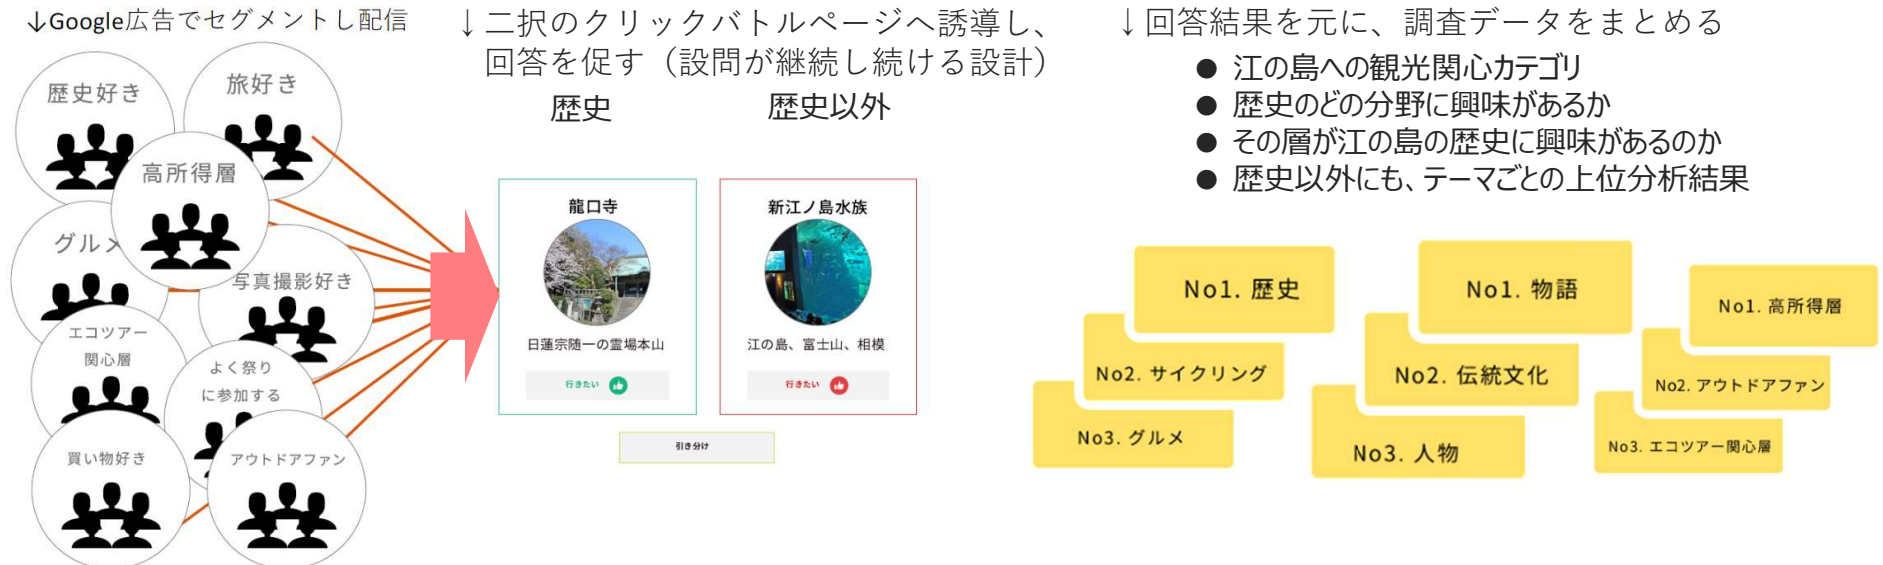 ↓Google広告でセグメントし配信
歴史好き
旅好き
高所得層
グルメ
写真撮影好き
エコツアー
関心層
よく祭り
に参加する
買い物好き
アウトドアファン
↓二択のクリックバトルページへ誘導し、
回答を促す（設問が継続し続ける設計）
歴史
歴史以外
龍口寺
日蓮宗随一の霊場本山
行きたい
新江ノ島水族
江の島、富士山、相模
行きたい
引き分け
↓回答結果を元に、調査データをまとめる
● 江の島への観光関心カテゴリ
● 歴史のどの分野に興味があるか
● その層が江の島の歴史に興味があるのか
● 歴史以外にも、テーマごとの上位分析結果
No1. 歴史
No2. サイクリング
No3. グルメ
No1. 物語
No2. 伝統文化
No3. 人物
No1. 高所得層
No2. アウトドアファン
No3. エコツアー関心層